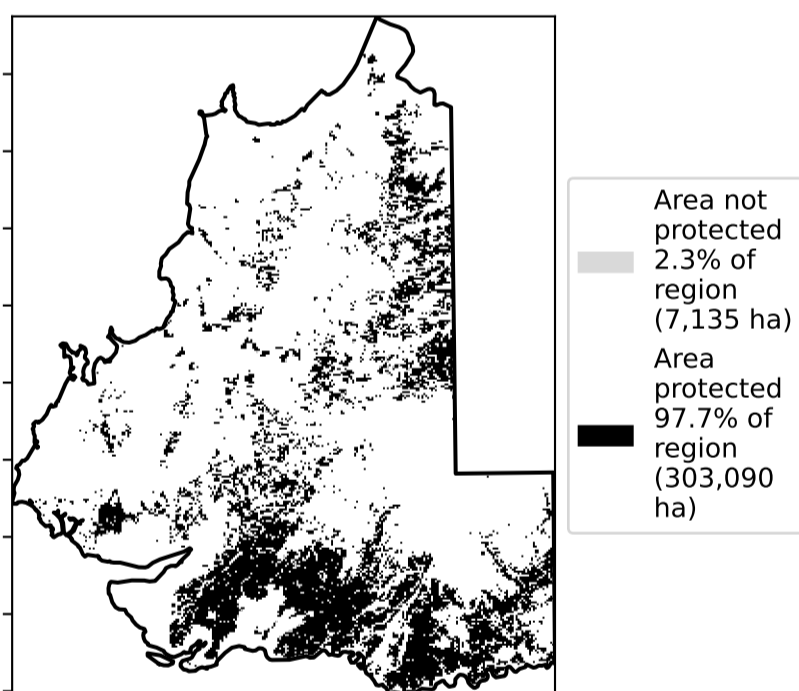 Area not
protected
2.3% of
region
(7,135 ha)
Area
protected
97.7% of
region
(303,090
ha)